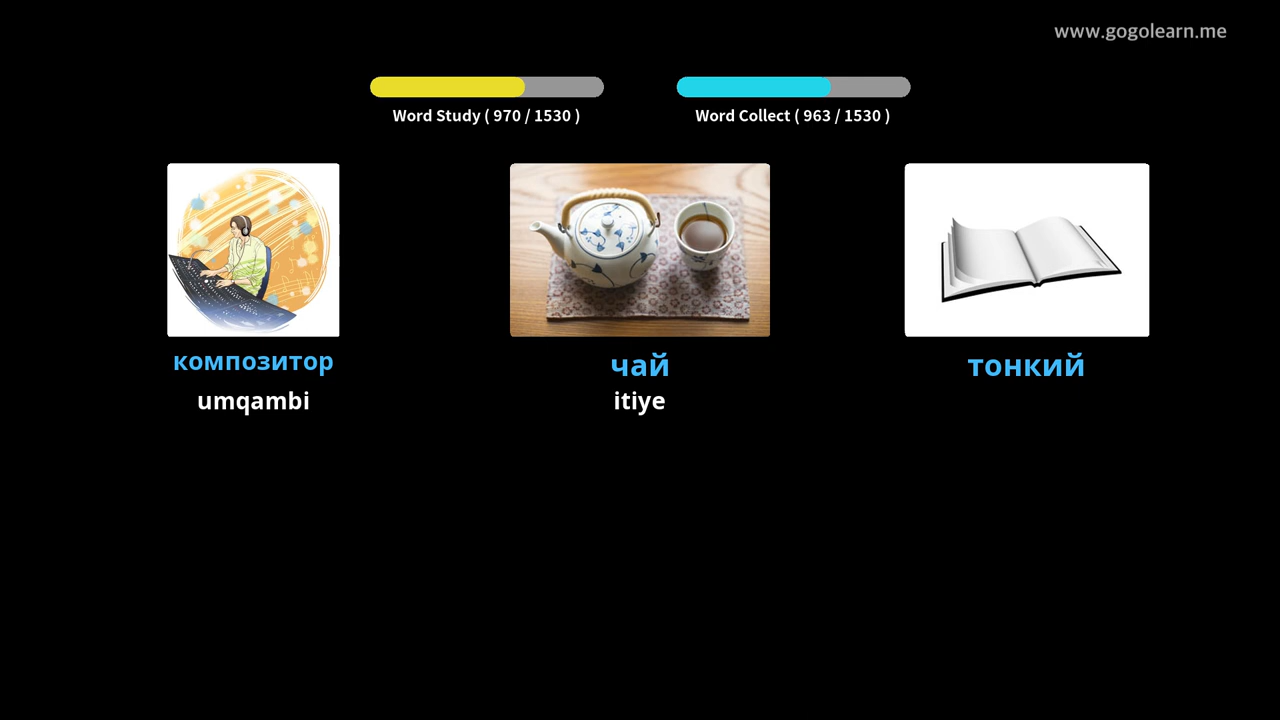 www.gogolearn.me
Word Study ( 970 / 1530 )
Word Collect ( 963 / 1530 )
композитор
umqambi
чай
itiye
тонкий